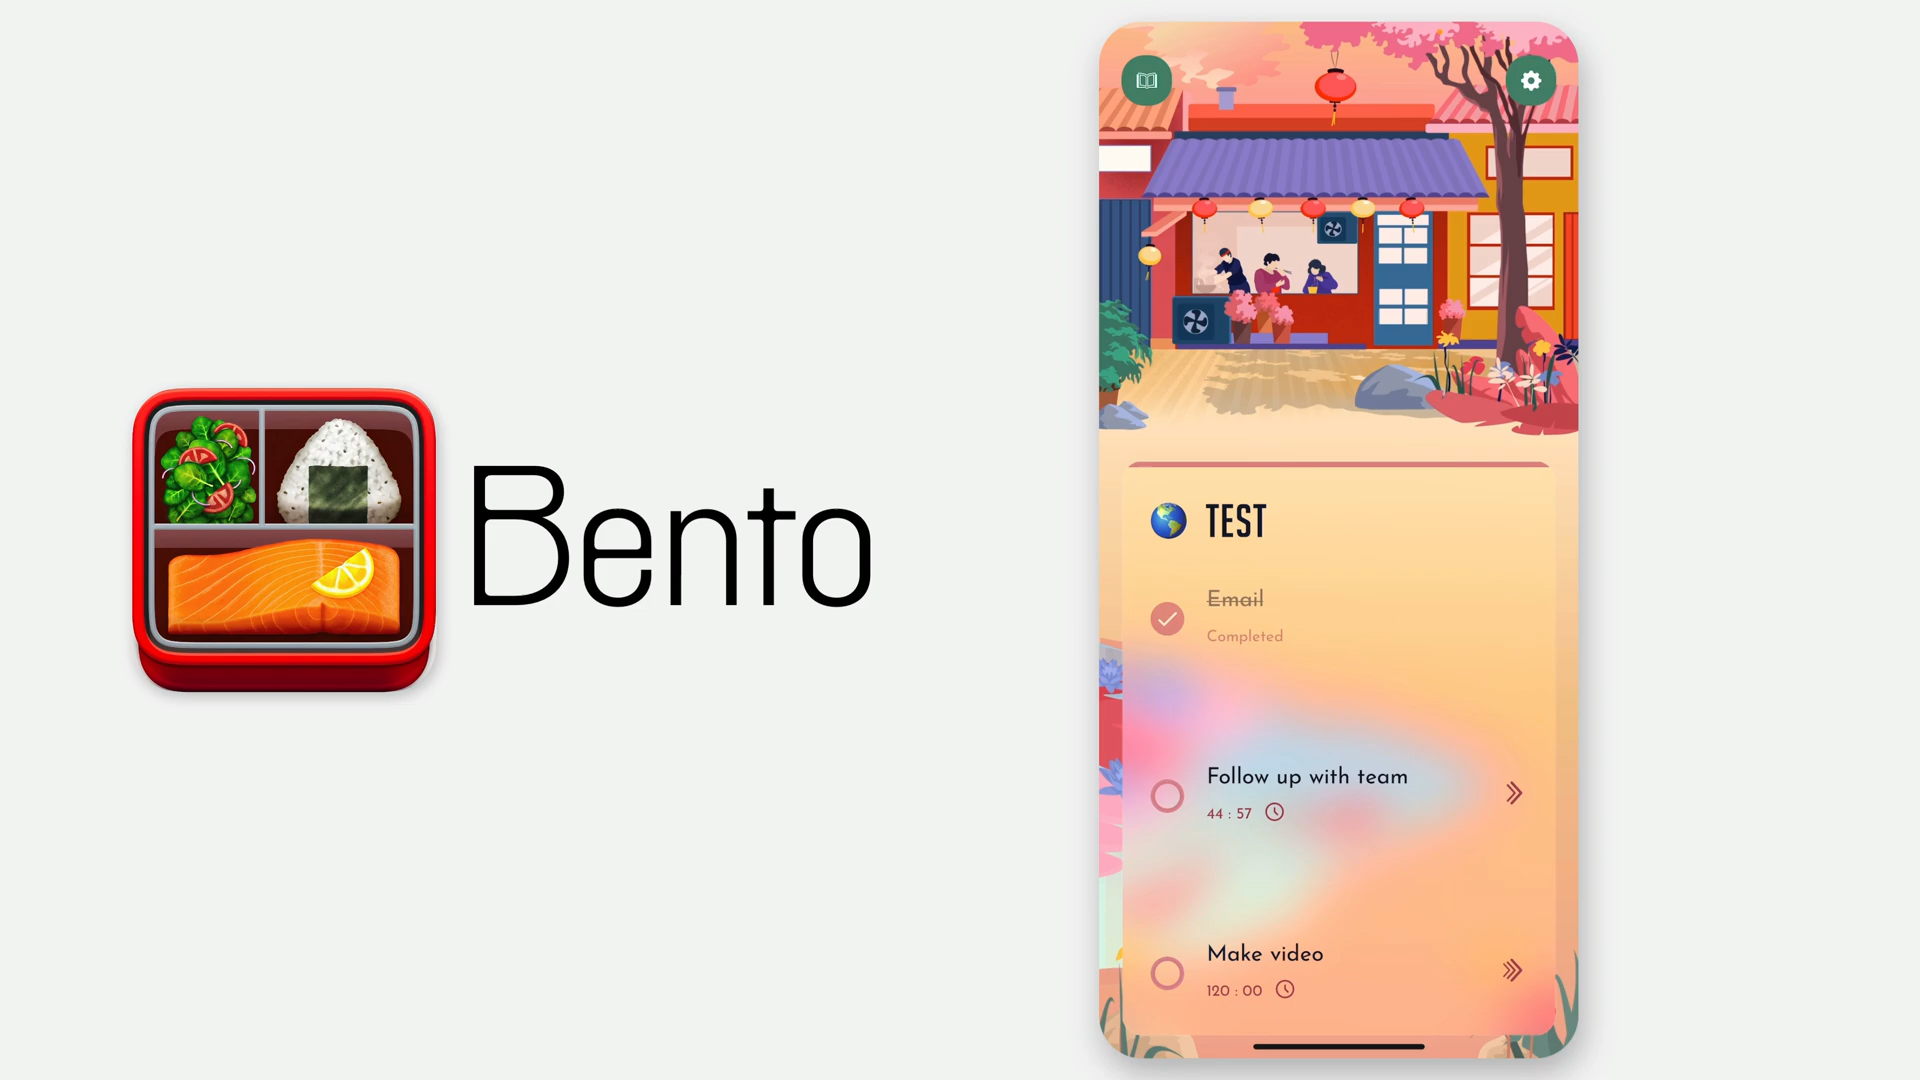 Bento
TEST
Email
Completed
Follow up with team
44 : 57
Make video
120 : 00